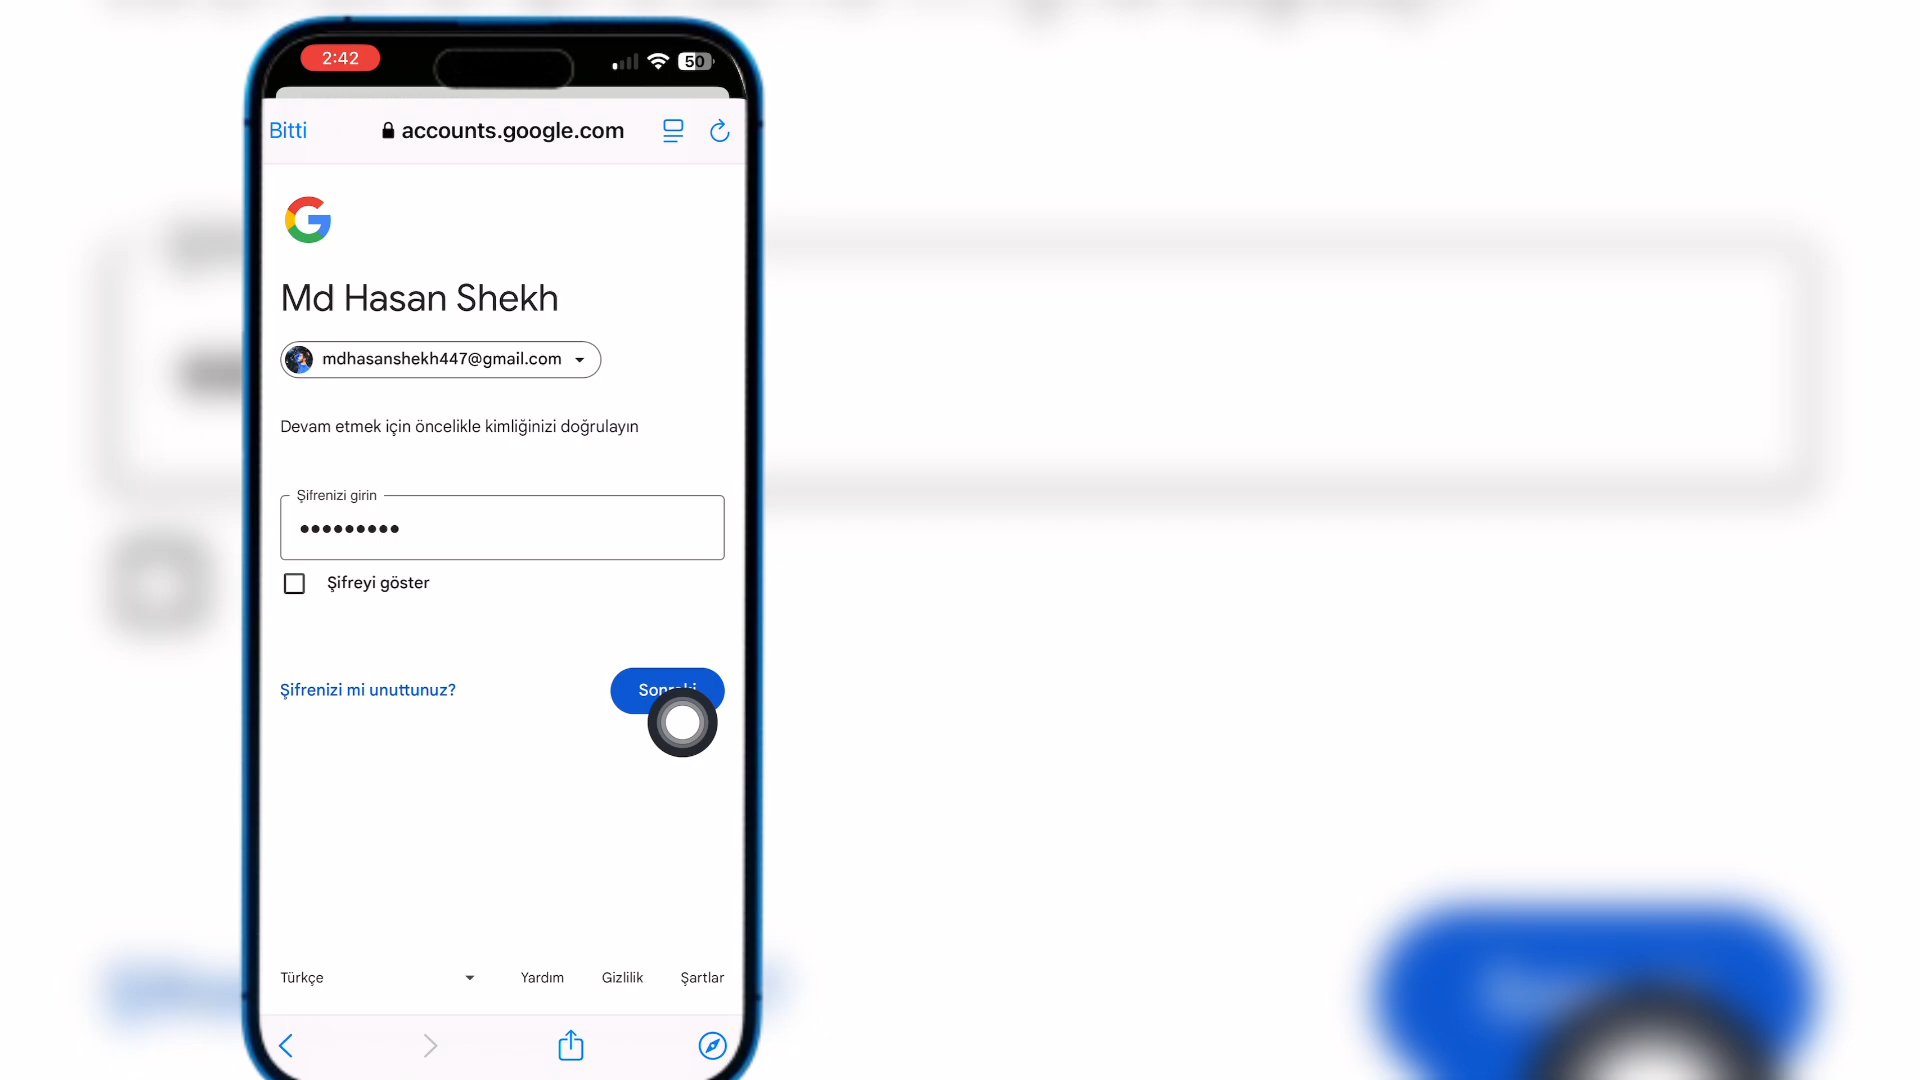 2:42
50
Bitti
accounts.google.com
Md Hasan Shekh
mdhasanshekh447@gmail.com
Devam etmek için öncelikle kimliğinizi doğrulayın
Şifrenizi girin
•••••••••
Şifreyi göster
Şifrenizi mi unuttunuz?
Sonraki
Türkçe
Yardım
Gizlilik
Şartlar